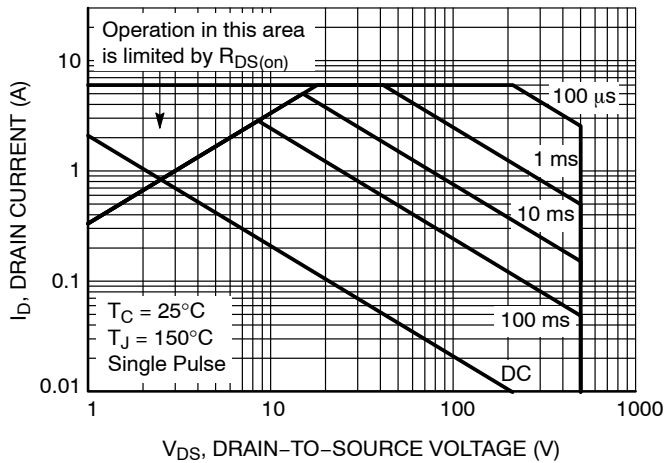 Operation in this area
is limited by RDS(on)
10
1
0.1
0.01
ID, DRAIN CURRENT (A)
100 μs
1 ms
10 ms
100 ms
DC
TC = 25°C
TJ = 150°C
Single Pulse
1
10
100
1000
VDS, DRAIN−TO−SOURCE VOLTAGE (V)